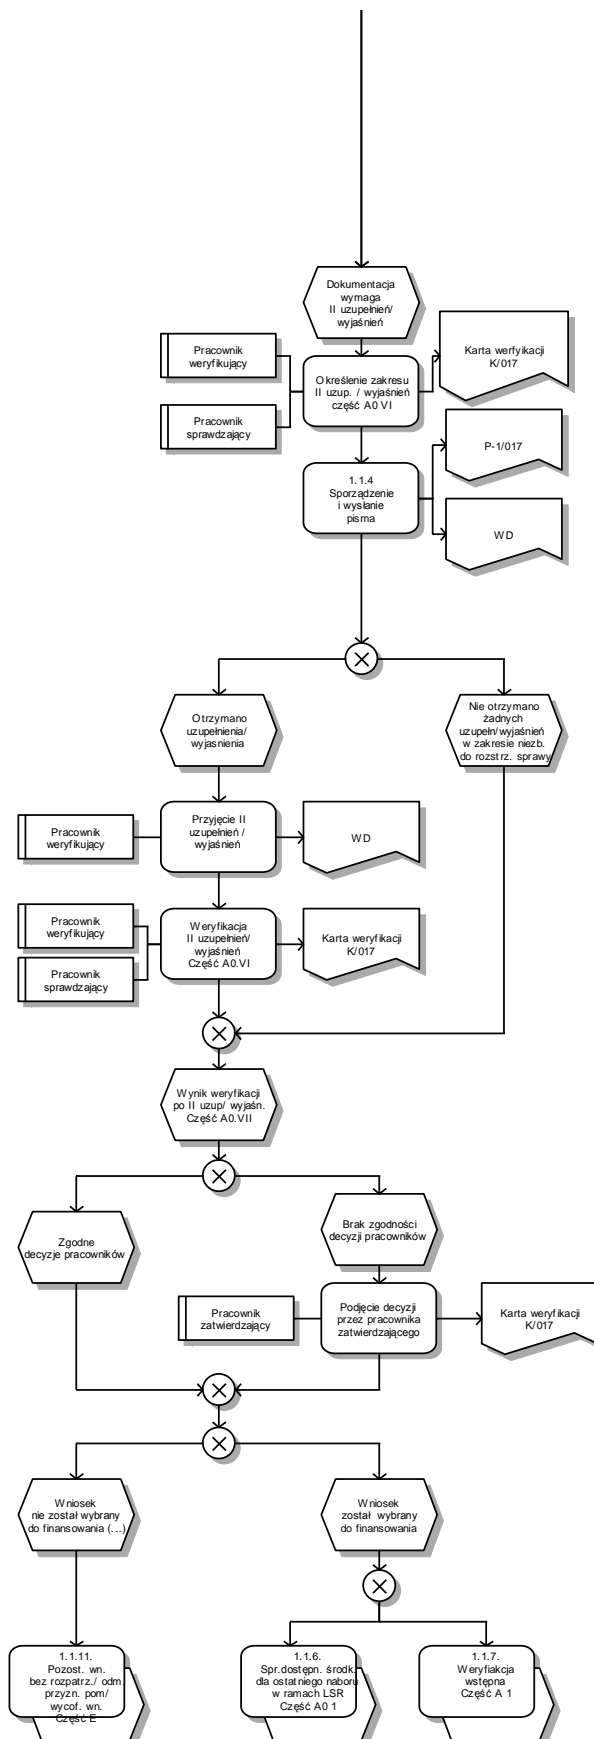 Dokumentacja
wymaga
II uzupełnień/
wyjaśnień
Pracownik
weryfikujący
Karta werfyikacji
K/017
Określenie zakresu
II uzup. / wyjaśnień
część A0 VI
Pracownik
sprawdzający
P-1/017
1.1.4
Sporządzenie
i wysłanie
pisma
WD
Otrzymano
uzupełnienia/
wyjasnienia
Nie otrzymano
żadnych
uzupełn/wyjaśnień
w zakresie niezb.
do rozstrz. sprawy
Pracownik
weryfikujący
Przyjęcie II
uzupełnień /
wyjaśnień
WD
Pracownik
weryfikujący
Pracownik
sprawdzający
Weryfikacja
II uzupełnień/
wyjaśnień
Część A0.VI
Karta weryfikacji
K/017
Wynik weryfikacji
po II uzup/ wyjaśn.
Część A0.VII
Zgodne
decyzje pracowników
Brak zgodności
decyzji pracowników
Pracownik
zatwierdzający
Podjęcie decyzji
przez pracownika
zatwierdzającego
Karta weryfikacji
K/017
Wniosek
nie został wybrany
do finansowania (...)
Wniosek
został wybrany
do finansowania
1.1.11.
Pozost. wn.
bez rozpatrz./ odm.
przyzn. pom/
wycof. wn.
Część E
1.1.6.
Spr.dostępn. środk.
dla ostatniego naboru
w ramach LSR
Część A0 1
1.1.7.
Weryfiakcja
wstępna
Część A 1